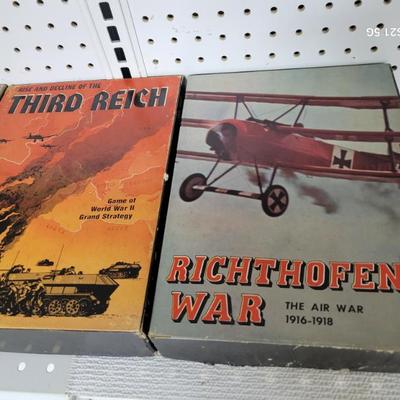 RISE AND DECLINE OF THE
THIRD REICH
Game of
World War II
Grand Strategy
RICHTHOFEN
WAR
THE AIR WAR
1916-1918